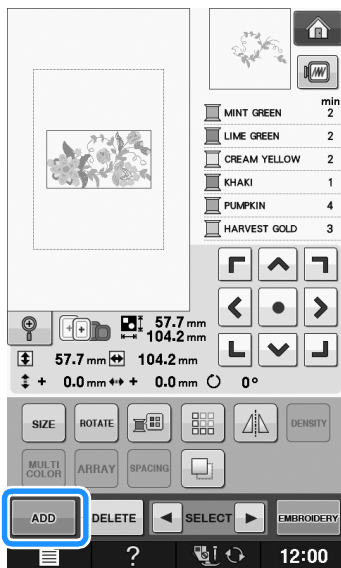 min
MINT GREEN 2
LIME GREEN 2
CREAM YELLOW 2
KHAKI 1
PUMPKIN 4
HARVEST GOLD 3
57.7 mm
104.2 mm
57.7 mm 104.2 mm
+ 0.0 mm + 0.0 mm 0°
SIZE ROTATE DENSITY
MULTI COLOR ARRAY SPACING
ADD DELETE SELECT EMBROIDERY
? 12:00